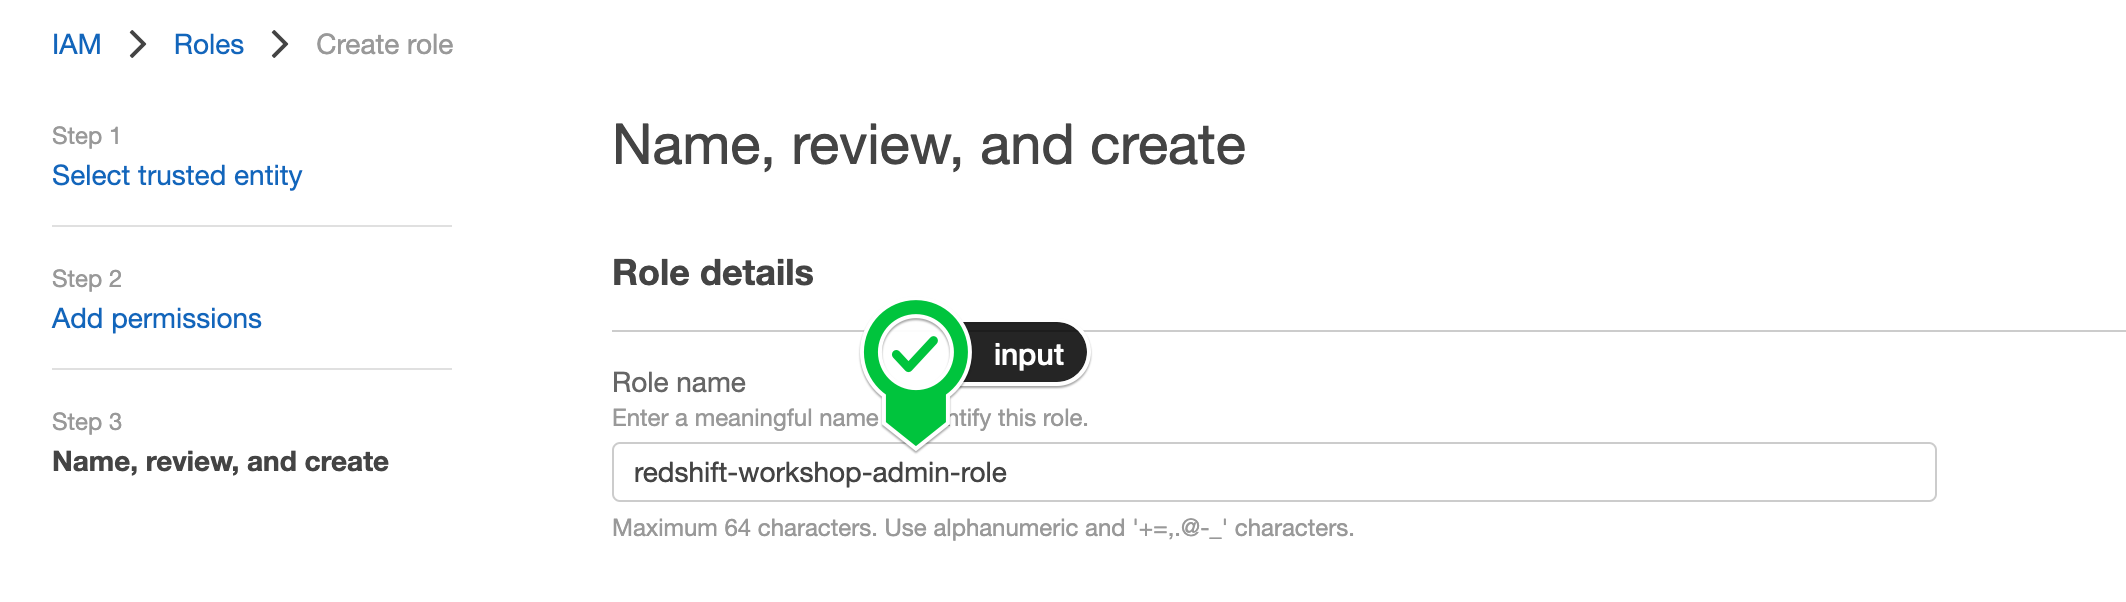 IAM > Roles > Create role
Step 1
Select trusted entity
Step 2
Add permissions
Step 3
Name, review, and create
Name, review, and create
Role details
input
Role name
Enter a meaningful name ntify this role.
redshift-workshop-admin-role
Maximum 64 characters. Use alphanumeric and '+=,.@-_' characters.